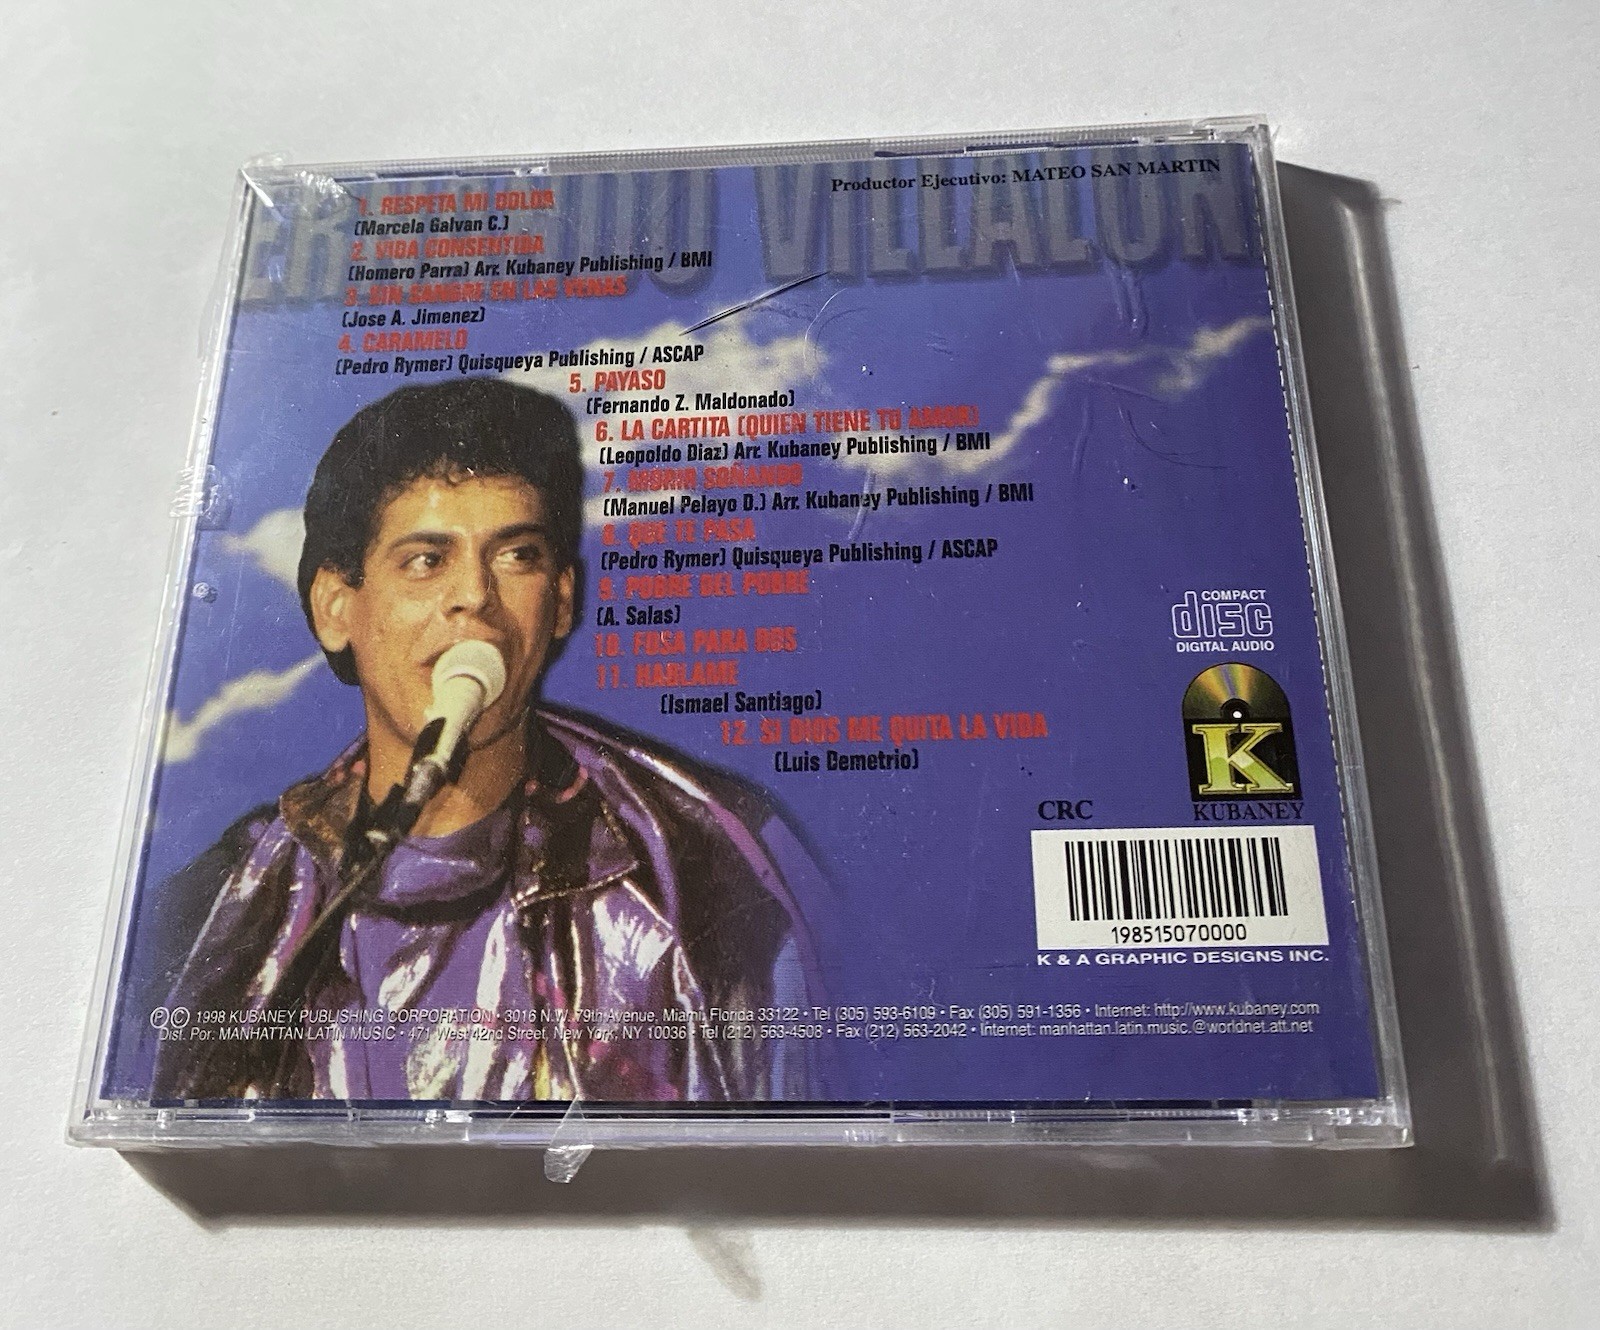 ERNANDO VILLALON
Productor Ejecutivo: MATEO SAN MARTIN
1. RESPETA MI DOLOR
(Marcela Galvan C.)
2. VIDA CONSENTIDA
(Homero Parra) Arr. Kubaney Publishing / BMI
3. SIN SANGRE EN LAS VENAS
(Jose A. Jimenez)
4. CARAMELO
(Pedro Rymer) Quisqueya Publishing / ASCAP
5. PAYASO
(Fernando Z. Maldonado)
6. LA CARTITA (QUIEN TIENE TU AMOR)
(Leopoldo Diaz) Arr. Kubaney Publishing / BMI
7. MORIR SOÑANDO
(Manuel Pelayo D.) Arr. Kubaney Publishing / BMI
8. QUE TE PASA
(Pedro Rymer) Quisqueya Publishing / ASCAP
9. POBRE DEL POBRE
(A. Salas)
10. FOSA PARA DOS
11. HABLAME
(Ismael Santiago)
12. SI DIOS ME QUITA LA VIDA
(Luis Demetrio)
COMPACT
disc
DIGITAL AUDIO
K
KUBANEY
CRC
198515070000
K & A GRAPHIC DESIGNS INC.
Ⓟ © 1998 KUBANEY PUBLISHING CORPORATION • 3016 N.W. 79th Avenue, Miami, Florida 33122 • Tel (305) 593-6109 • Fax (305) 591-1356 • Internet: http://www.kubaney.com
Dist. Por: MANHATTAN LATIN MUSIC • 471 West 42nd Street, New York, NY 10036 • Tel (212) 563-4508 • Fax (212) 563-2042 • Internet: manhattan.latin.music.@worldnet.att.net